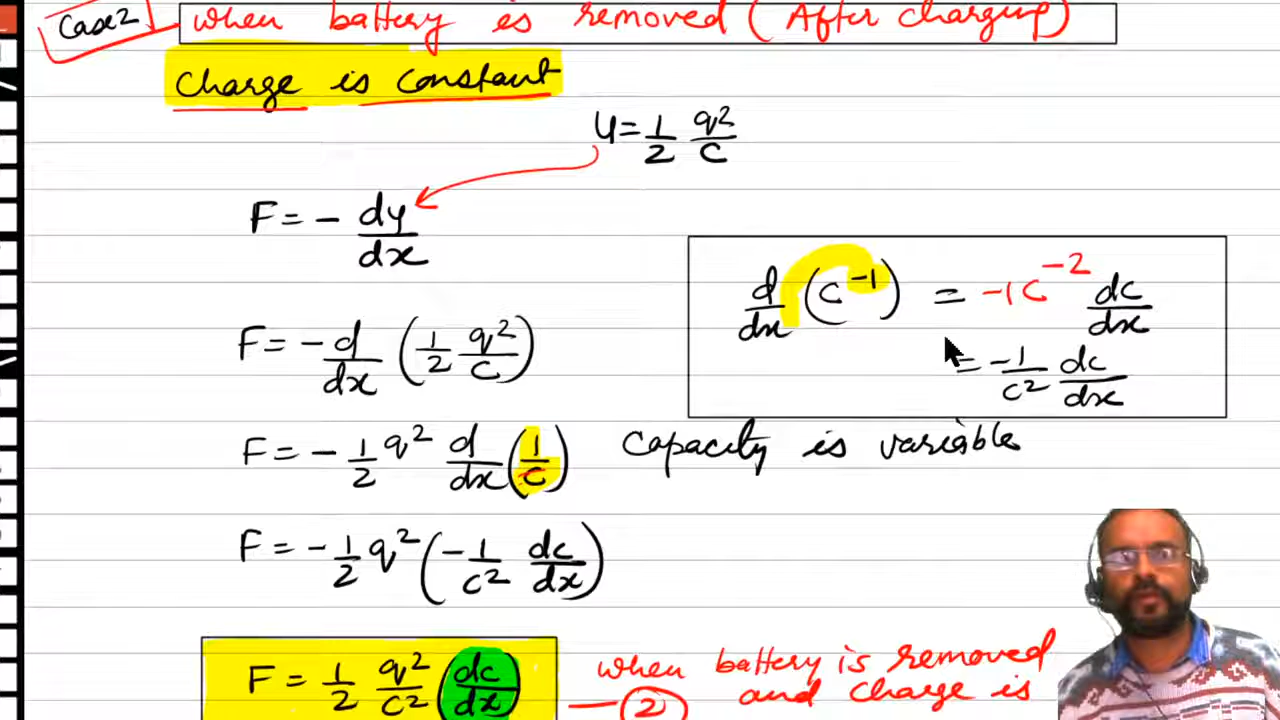 Case 2 when battery is removed (After charging)
charge is constant
U = 1/2 q²/C
F = - dy/dx
F = - d/dx (1/2 q²/C)
d/dx (C⁻¹) = -1C⁻² dc/dx
= -1/C² dc/dx
F = - 1/2 q² d/dx (1/C) Capacity is variable
F = - 1/2 q² (-1/C² dc/dx)
F = 1/2 q²/C² (dc/dx)
when battery is removed
— 2 and charge is